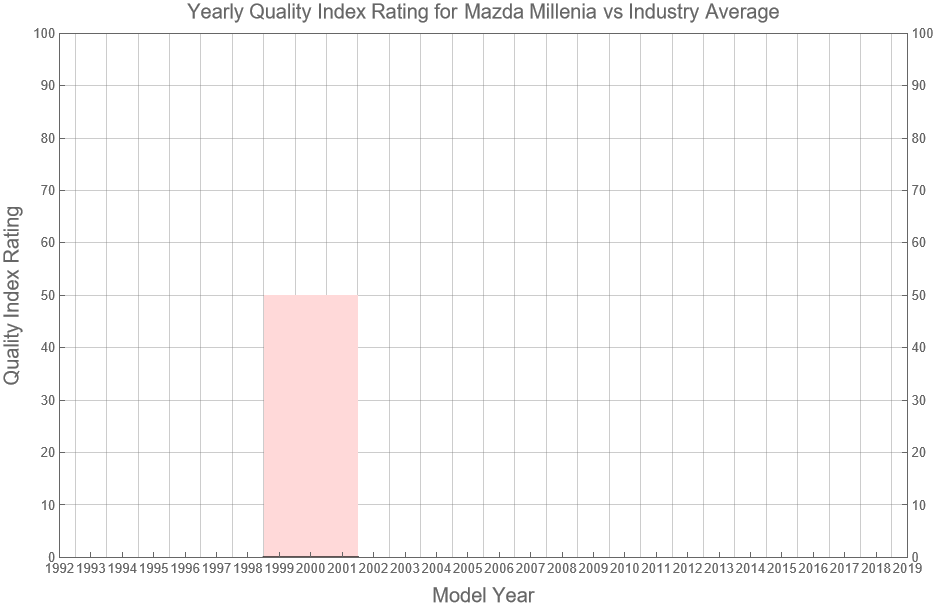 Yearly Quality Index Rating for Mazda Millenia vs Industry Average
100 100
90 90
80 80
70 70
60 60
50 50
40 40
30 30
20 20
10 10
0 0
Quality Index Rating
1992 1993 1994 1995 1996 1997 1998 1999 2000 2001 2002 2003 2004 2005 2006 2007 2008 2009 2010 2011 2012 2013 2014 2015 2016 2017 2018 2019
Model Year